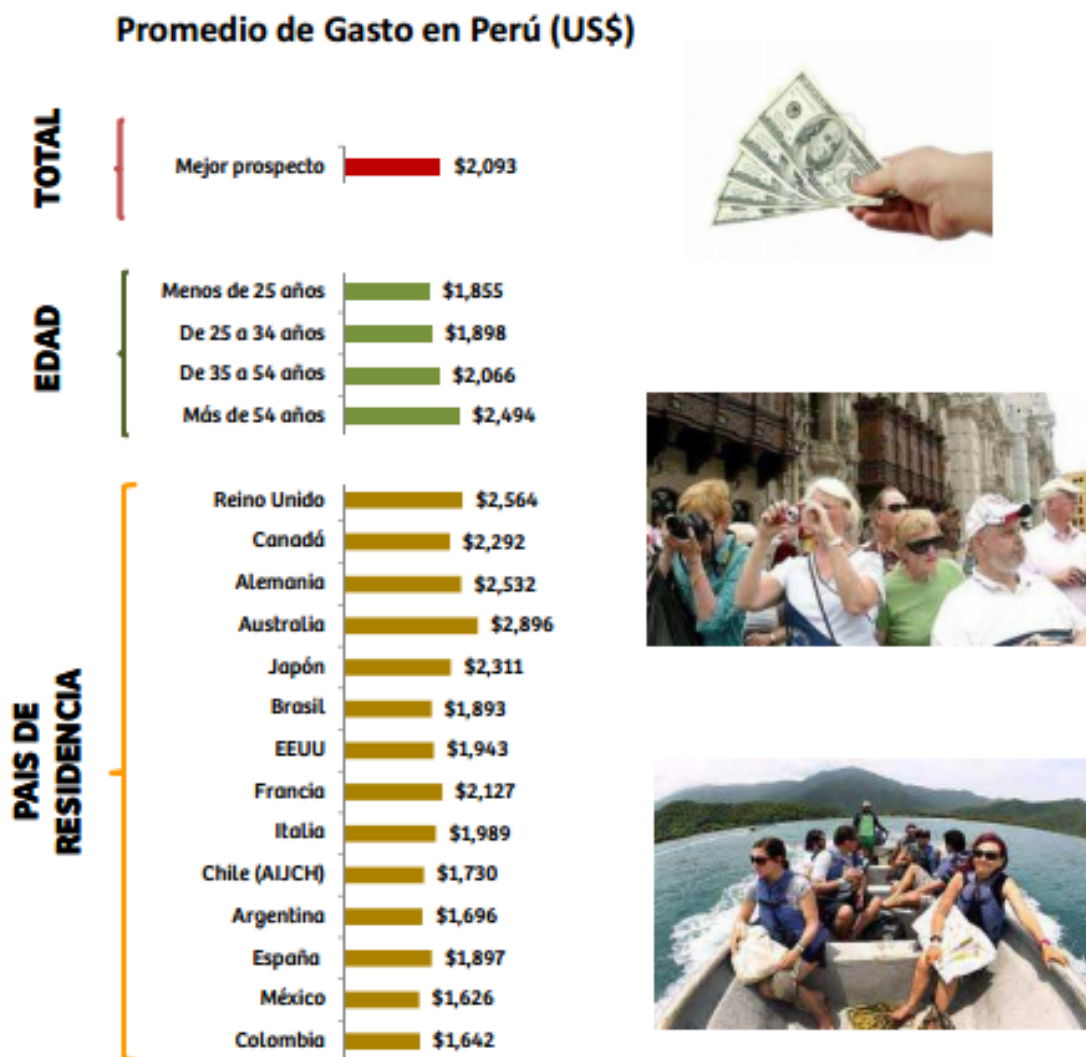 Promedio de Gasto en Perú (US$)
TOTAL
Mejor prospecto $2,093
EDAD
Menos de 25 años $1,855
De 25 a 34 años $1,898
De 35 a 54 años $2,066
Más de 54 años $2,494
PAIS DE
RESIDENCIA
Reino Unido $2,564
Canadá $2,292
Alemania $2,532
Australia $2,896
Japón $2,311
Brasil $1,893
EEUU $1,943
Francia $2,127
Italia $1,989
Chile (AIJCH) $1,730
Argentina $1,696
España $1,897
México $1,626
Colombia $1,642